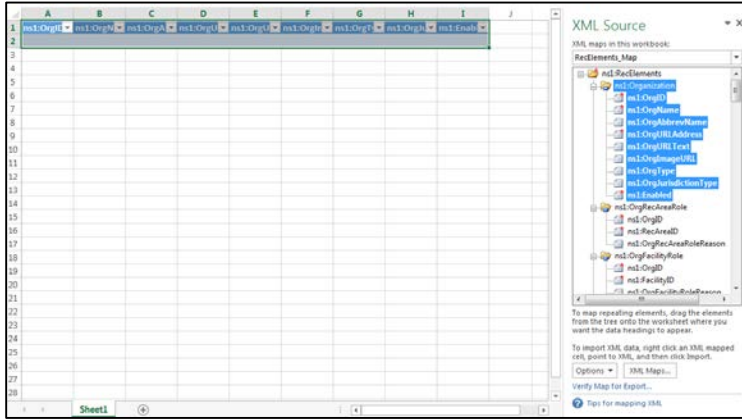 A B C D E F G H I J
1 ns1:OrgIE ns1:OrgN ns1:OrgA ns1:OrgU ns1:OrgU ns1:OrgIn ns1:OrgT ns1:OrgJu ns1:Enabl
2
3
4
5
6
7
8
9
10
11
12
13
14
15
16
17
18
19
20
21
22
23
24
25
26
27
28
Sheet1
XML Source
XML maps in this workbook:
RecElements_Map
ns1:RecElements
ns1:Organization
ns1:OrgID
ns1:OrgName
ns1:OrgAbbrevName
ns1:OrgURLAddress
ns1:OrgURLText
ns1:OrgImageURL
ns1:OrgType
ns1:OrgJurisdictionType
ns1:Enabled
ns1:OrgRecAreaRole
ns1:OrgID
ns1:RecAreaID
ns1:OrgRecAreaRoleReason
ns1:OrgFacilityRole
ns1:OrgID
ns1:FacilityID
ns1:OrgFacilityRoleReason
To map repeating elements, drag the elements
from the tree onto the worksheet where you
want the data headings to appear.
To import XML data, right click an XML mapped
cell, point to XML, and then click Import.
Options XML Maps...
Verify Map for Export...
Tips for mapping XML